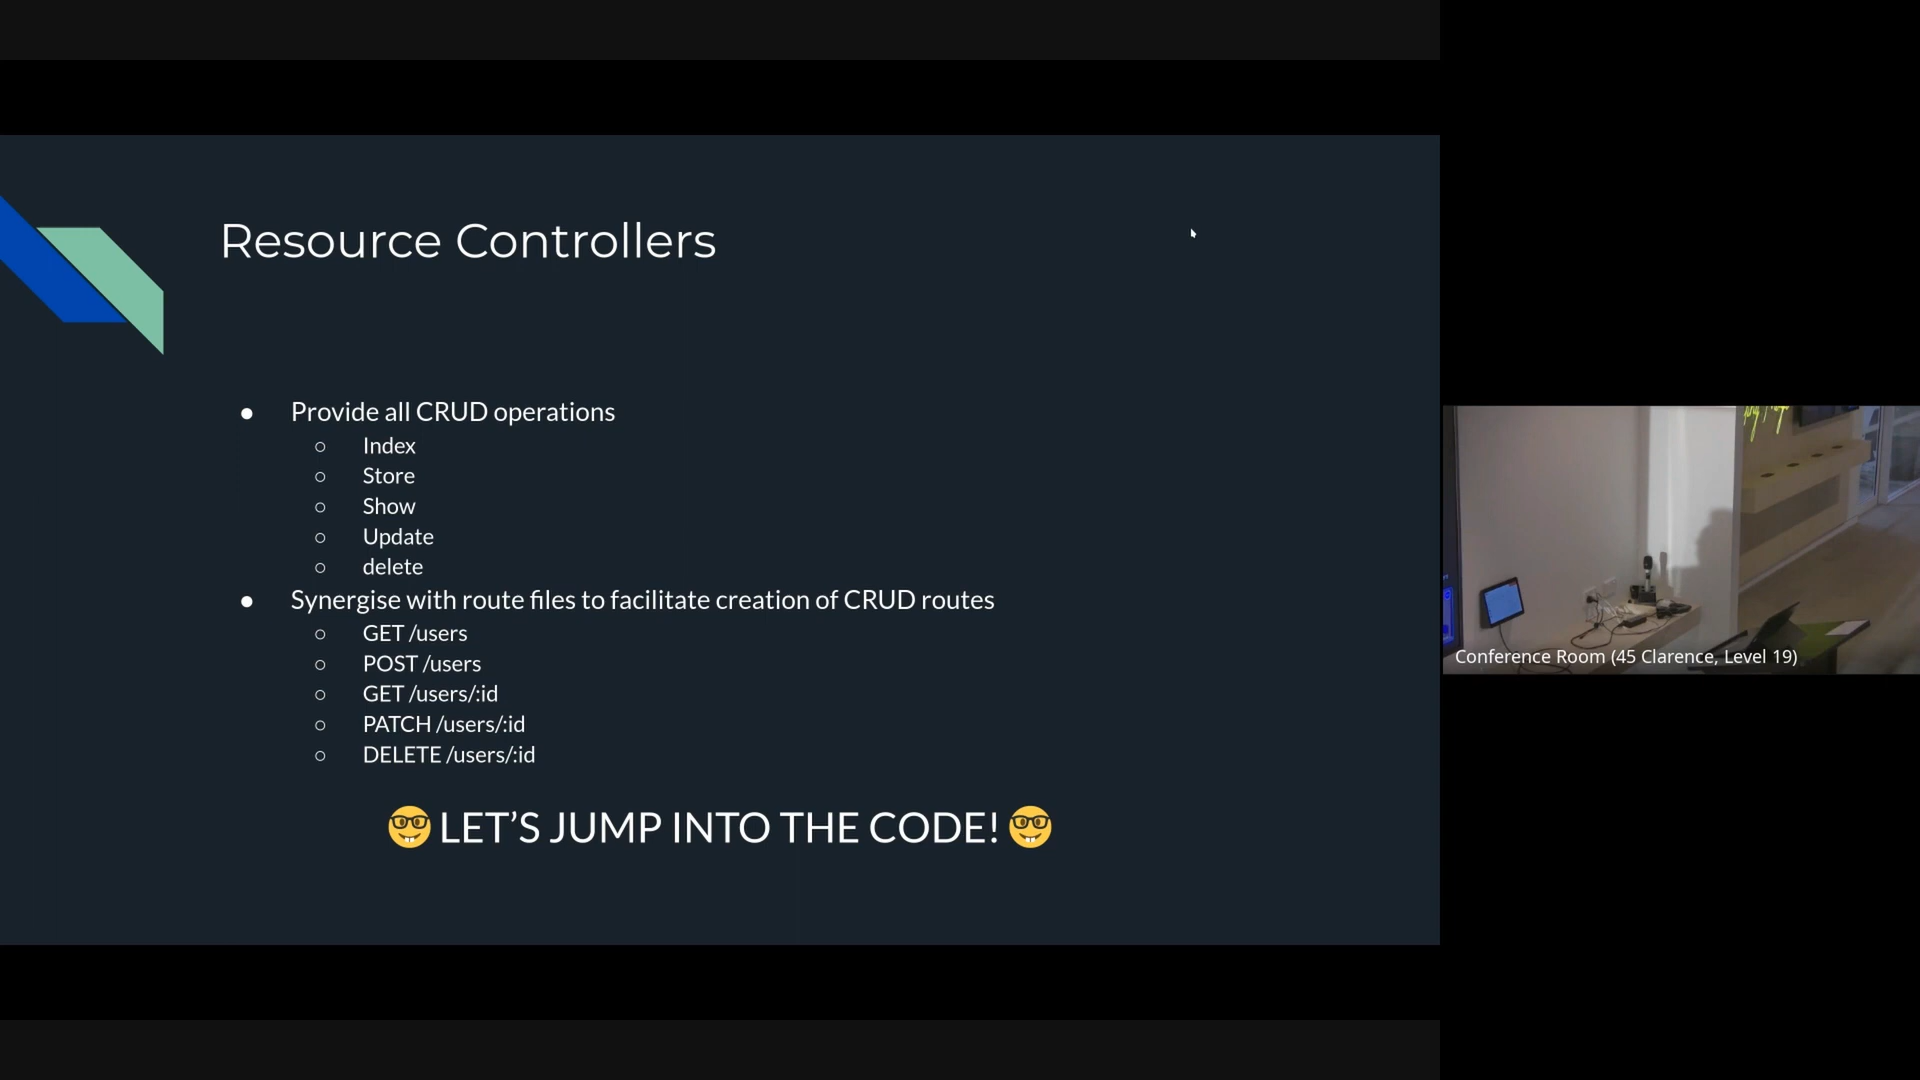 Resource Controllers
● Provide all CRUD operations
○ Index
○ Store
○ Show
○ Update
○ delete
● Synergise with route files to facilitate creation of CRUD routes
○ GET /users
○ POST /users
○ GET /users/:id
○ PATCH /users/:id
○ DELETE /users/:id
🤓 LET’S JUMP INTO THE CODE! 🤓
Conference Room (45 Clarence, Level 19)